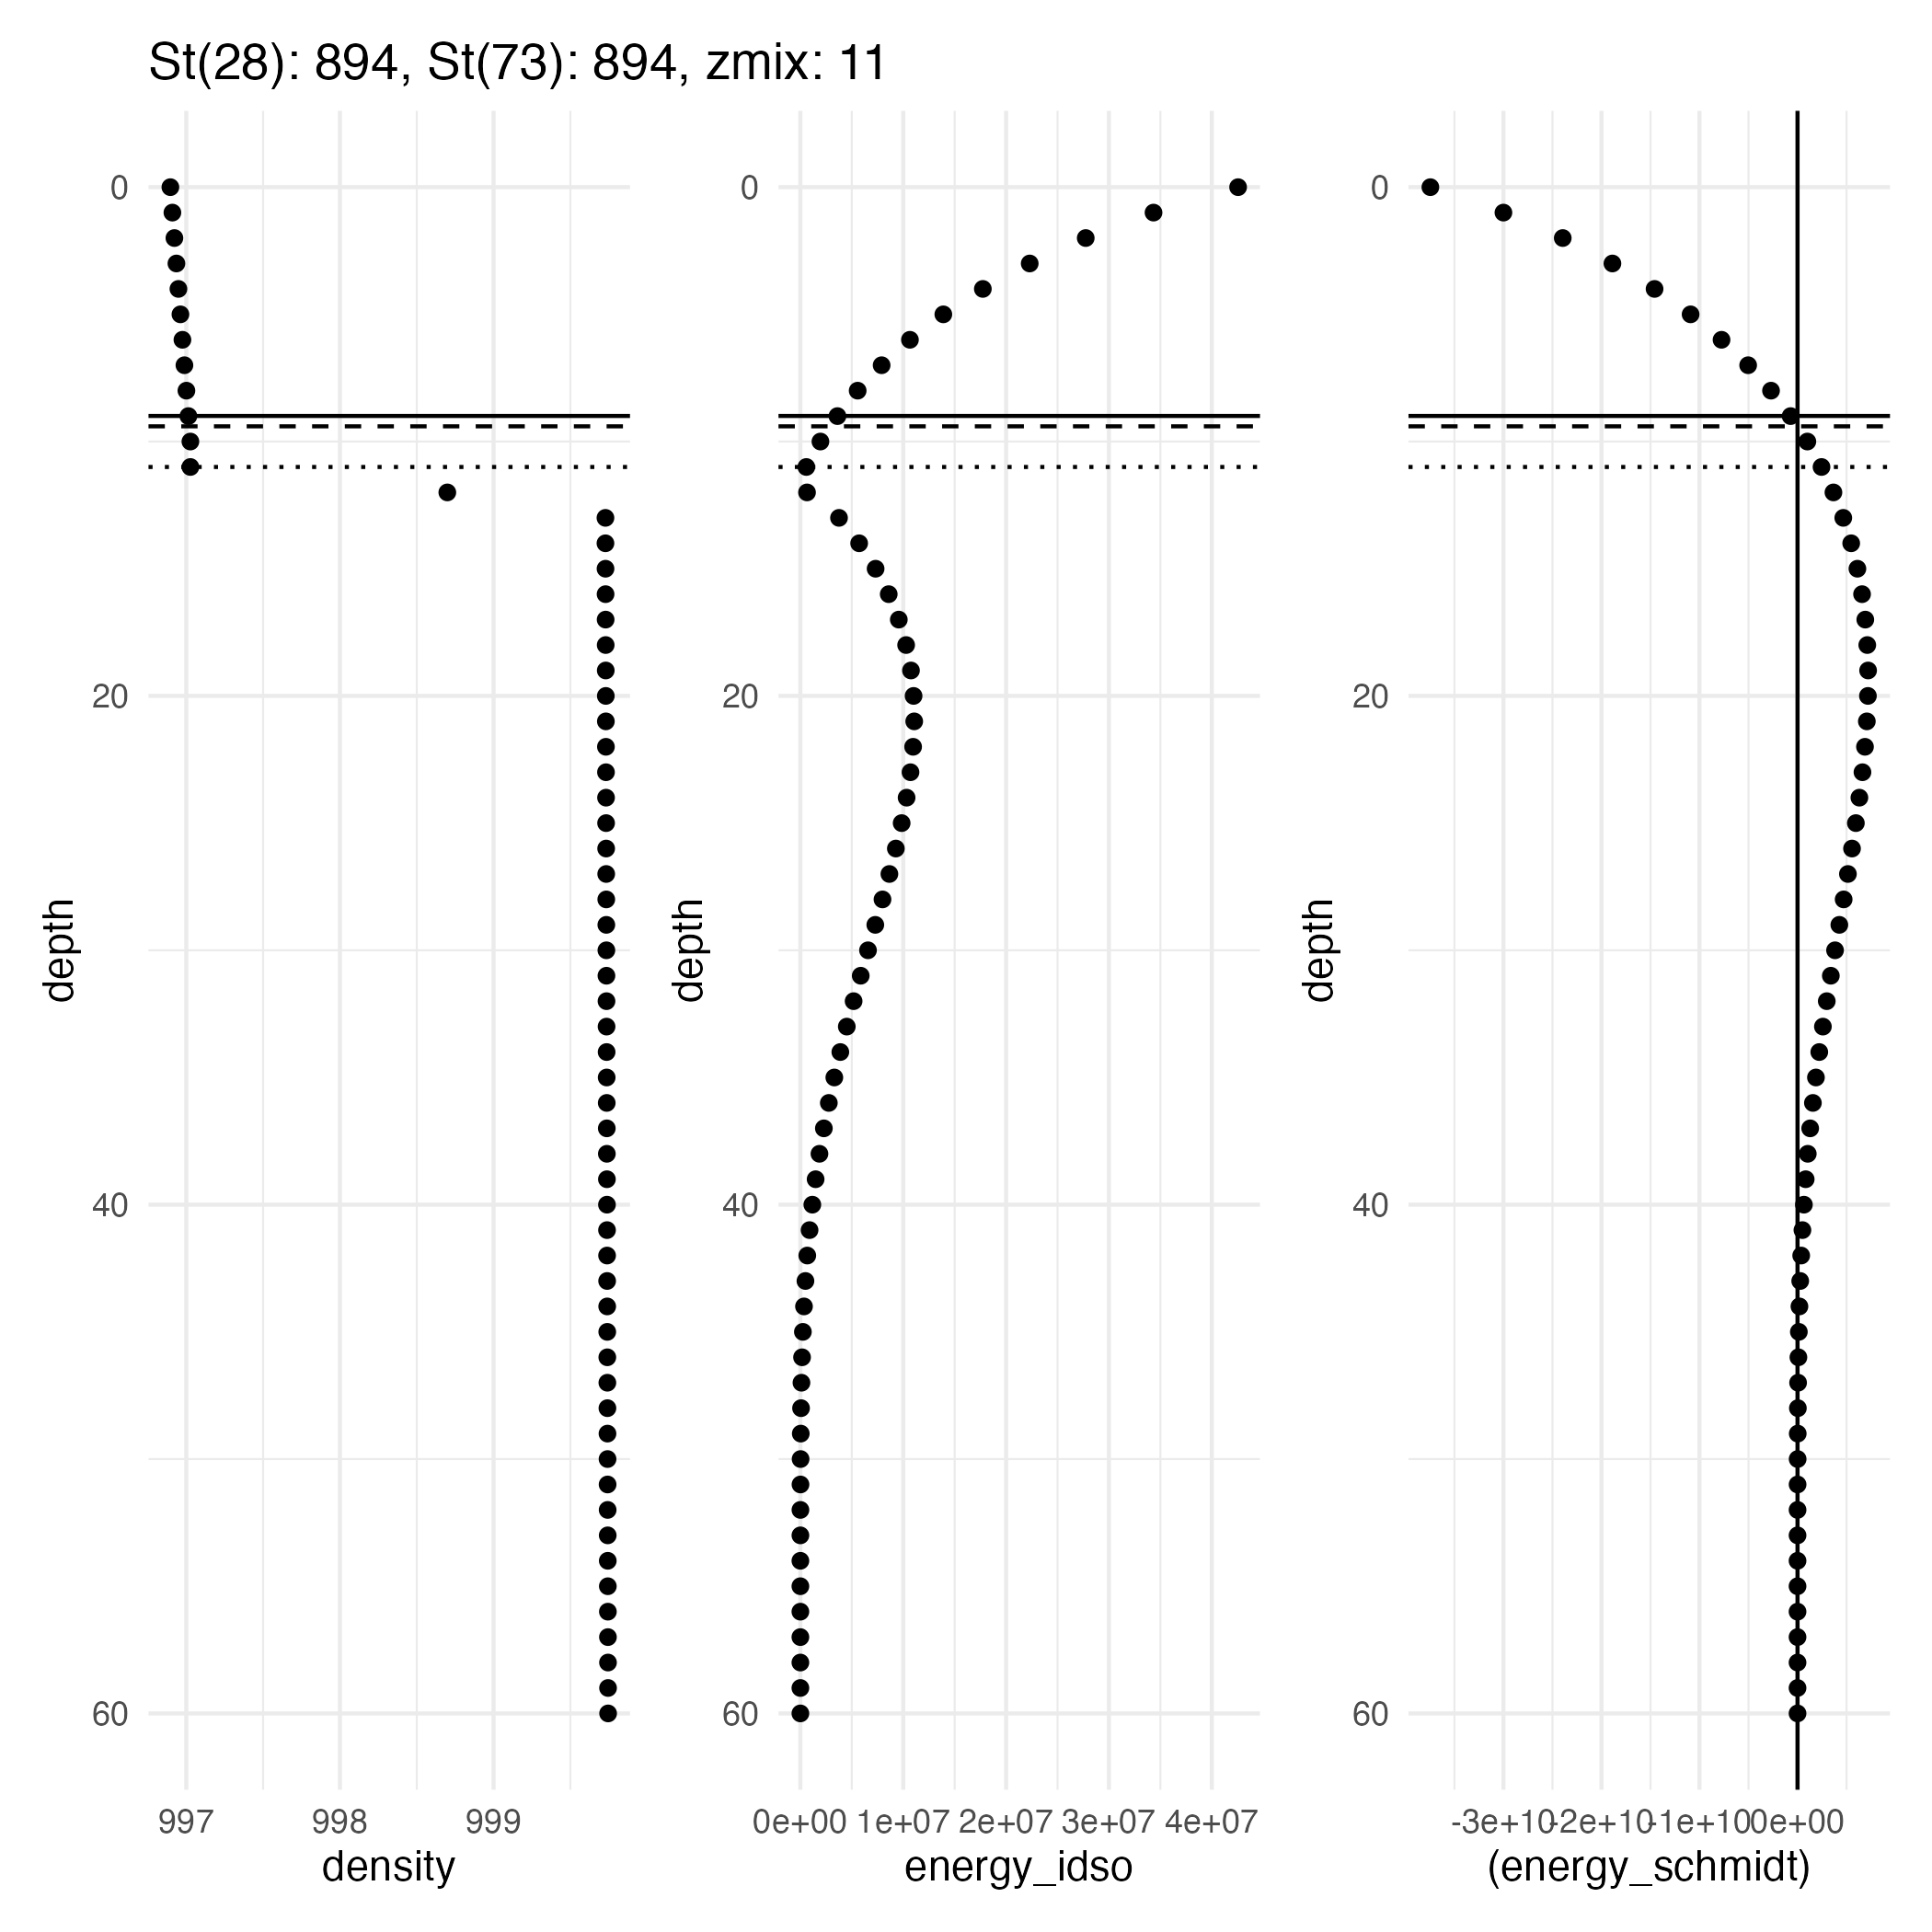 St(28): 894, St(73): 894, zmix: 11
0
20
40
60
depth
997 998 999
density
0
20
40
60
depth
0e+00 1e+07 2e+07 3e+07 4e+07
energy_idso
0
20
40
60
depth
-3e+10 -2e+10 -1e+10 0e+00
(energy_schmidt)